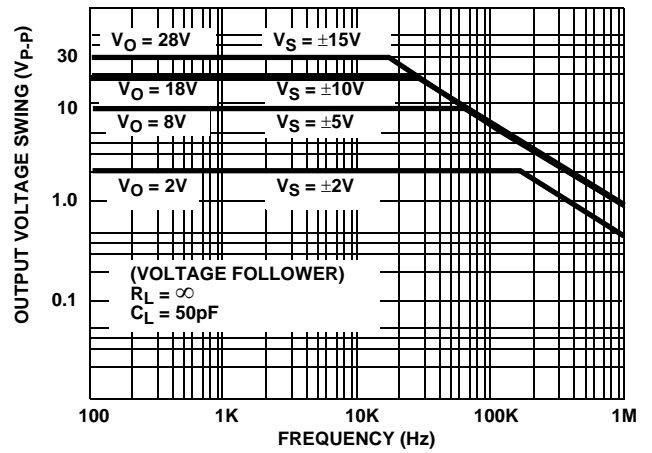 OUTPUT VOLTAGE SWING (VP-P)
30
10
1.0
0.1
VO = 28V VS = ±15V
VO = 18V VS = ±10V
VO = 8V VS = ±5V
VO = 2V VS = ±2V
(VOLTAGE FOLLOWER)
RL = ∞
CL = 50pF
100 1K 10K 100K 1M
FREQUENCY (Hz)